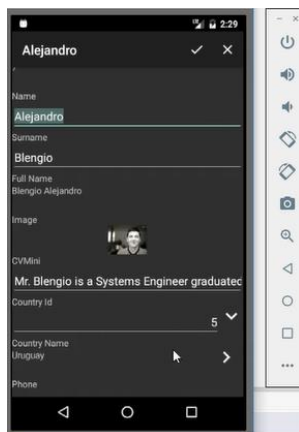 2:29
Alejandro
Name
Alejandro
Surname
Blengio
Full Name
Blengio Alejandro
Image
CVMini
Mr. Blengio is a Systems Engineer graduated
Country Id
5
Country Name
Uruguay
Phone